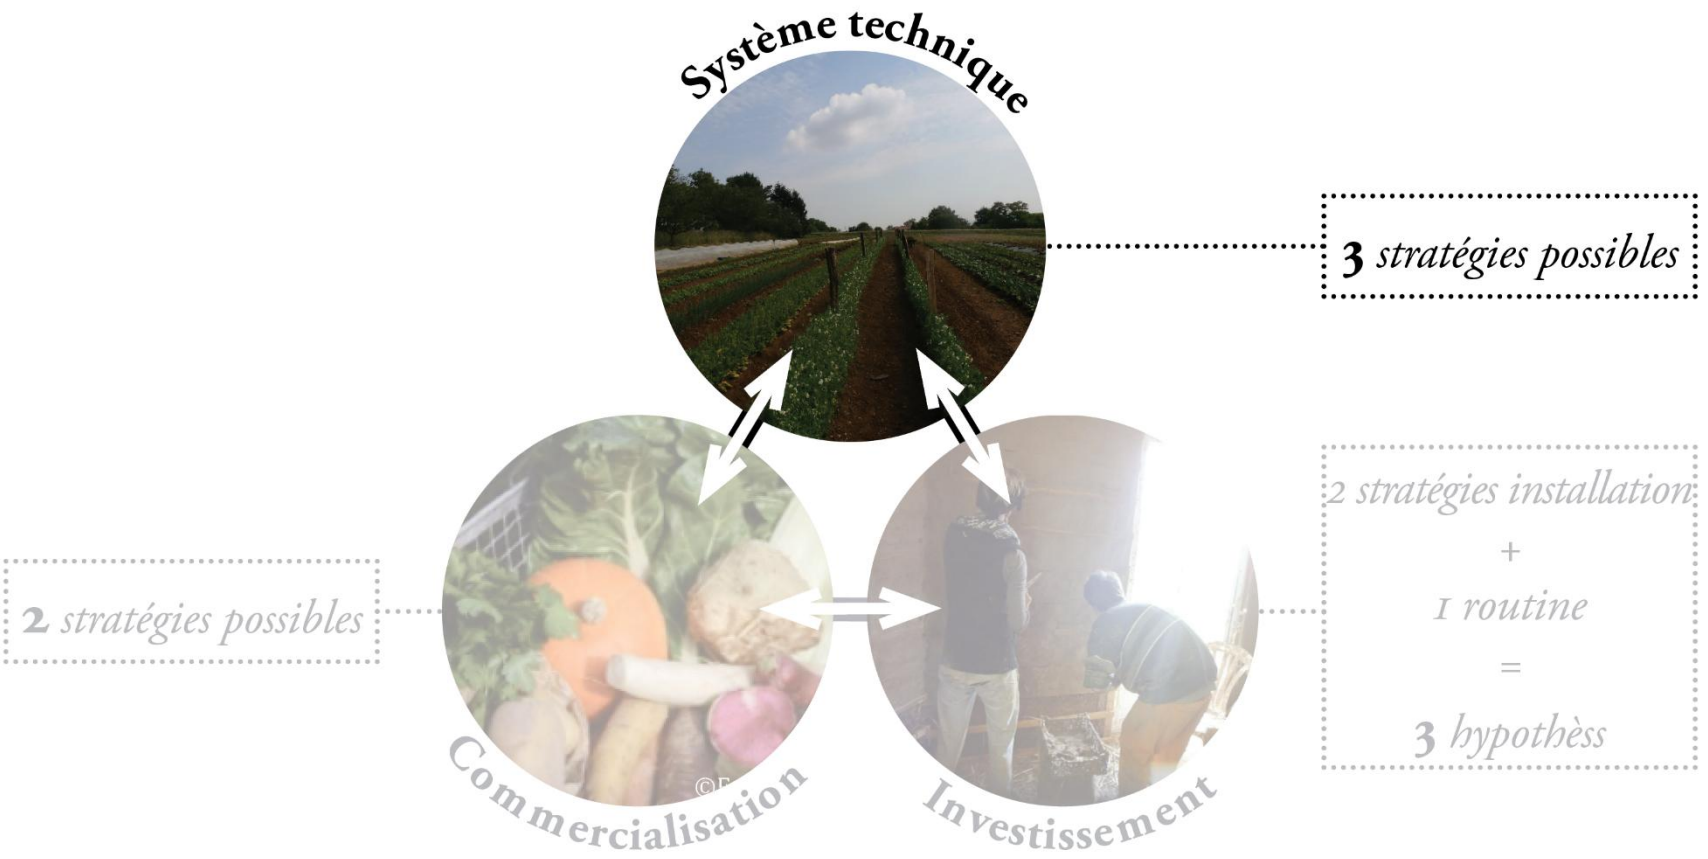 Système technique
3 stratégies possibles
2 stratégies installation
+
1 routine
=
3 hypothèss
2 stratégies possibles
Commercialisation
Investissement